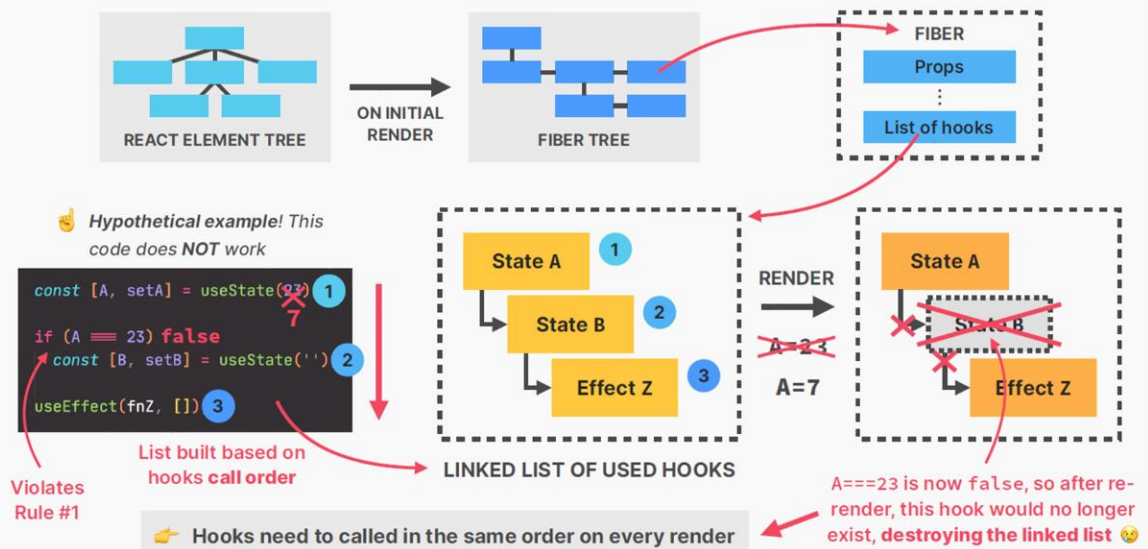 FIBER
Props
List of hooks
REACT ELEMENT TREE
ON INITIAL
RENDER
FIBER TREE
☝️ Hypothetical example! This
code does NOT work
const [A, setA] = useState(23) 1
7
if (A === 23) false
const [B, setB] = useState('') 2
useEffect(fnZ, []) 3
Violates
Rule #1
List built based on
hooks call order
State A 1
State B 2
Effect Z 3
LINKED LIST OF USED HOOKS
RENDER
A=23
A=7
State A
State B
Effect Z
A===23 is now false, so after re-
render, this hook would no longer
exist, destroying the linked list 😢
👉 Hooks need to called in the same order on every render